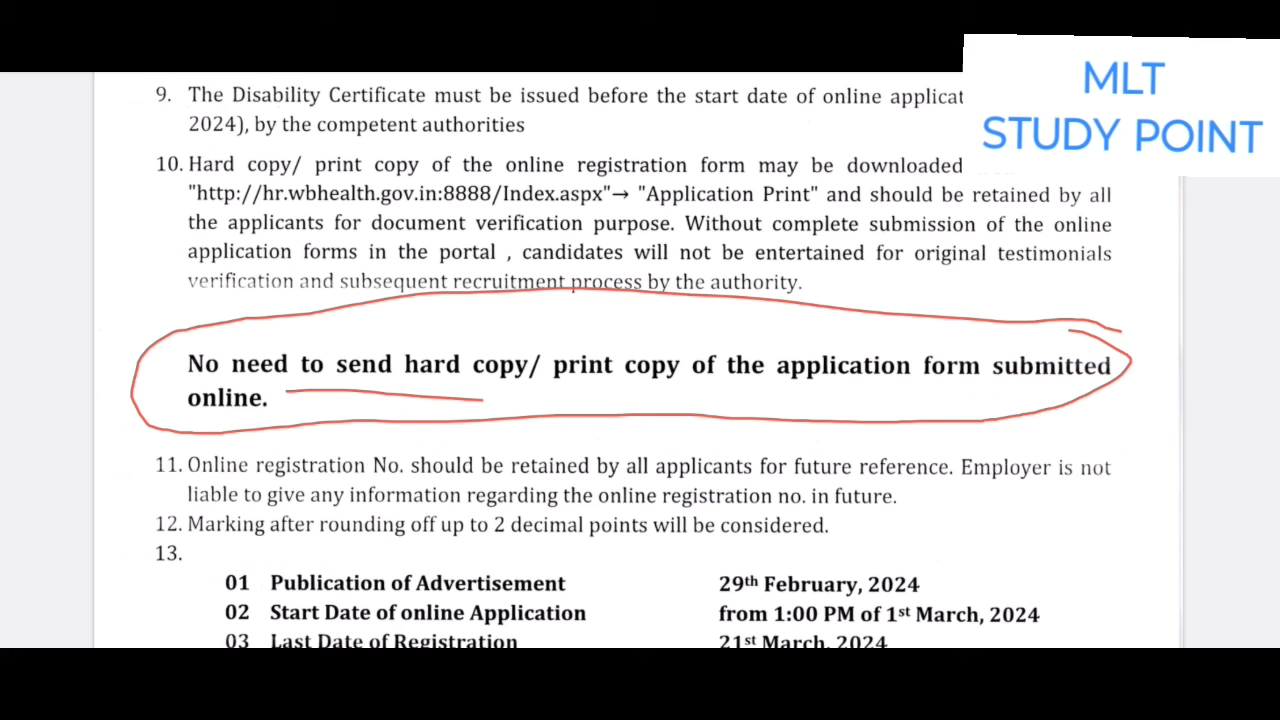 MLT
STUDY POINT
9. The Disability Certificate must be issued before the start date of online
2024), by the competent authorities
10. Hard copy/ print copy of the online registration form may be downloaded
"http://hr.wbhealth.gov.in:8888/Index.aspx"→ "Application Print" and should be retained by all
the applicants for document verification purpose. Without complete submission of the online
application forms in the portal , candidates will not be entertained for original testimonials
verification and subsequent recruitment process by the authority.
No need to send hard copy/ print copy of the application form submitted
online.
11. Online registration No. should be retained by all applicants for future reference. Employer is not
liable to give any information regarding the online registration no. in future.
12. Marking after rounding off up to 2 decimal points will be considered.
13.
01 Publication of Advertisement 29th February, 2024
02 Start Date of online Application from 1:00 PM of 1st March, 2024
03 Last Date of Registration 21st March, 2024